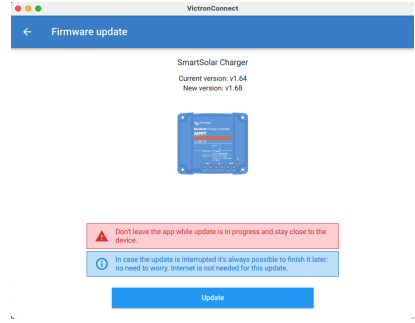 VictronConnect
Firmware update
SmartSolar Charger
Current version: v1.64
New version: v1.68
MPPT
Don't leave the app while update is in progress and stay close to the
device.
In case the update is interrupted it's always possible to finish it later:
no need to worry. Internet is not needed for this update.
Update